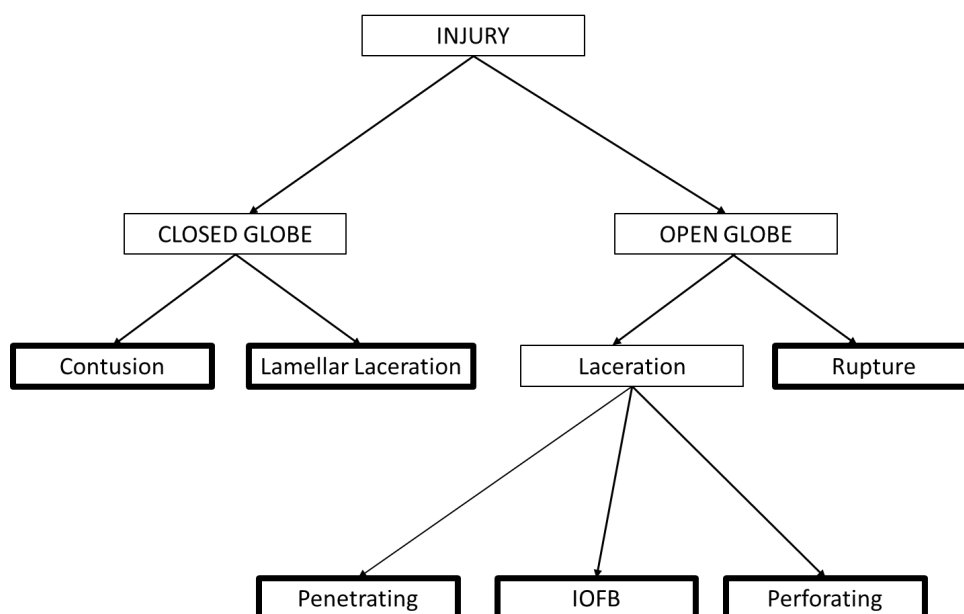 INJURY
CLOSED GLOBE
OPEN GLOBE
Contusion
Lamellar Laceration
Laceration
Rupture
Penetrating
IOFB
Perforating